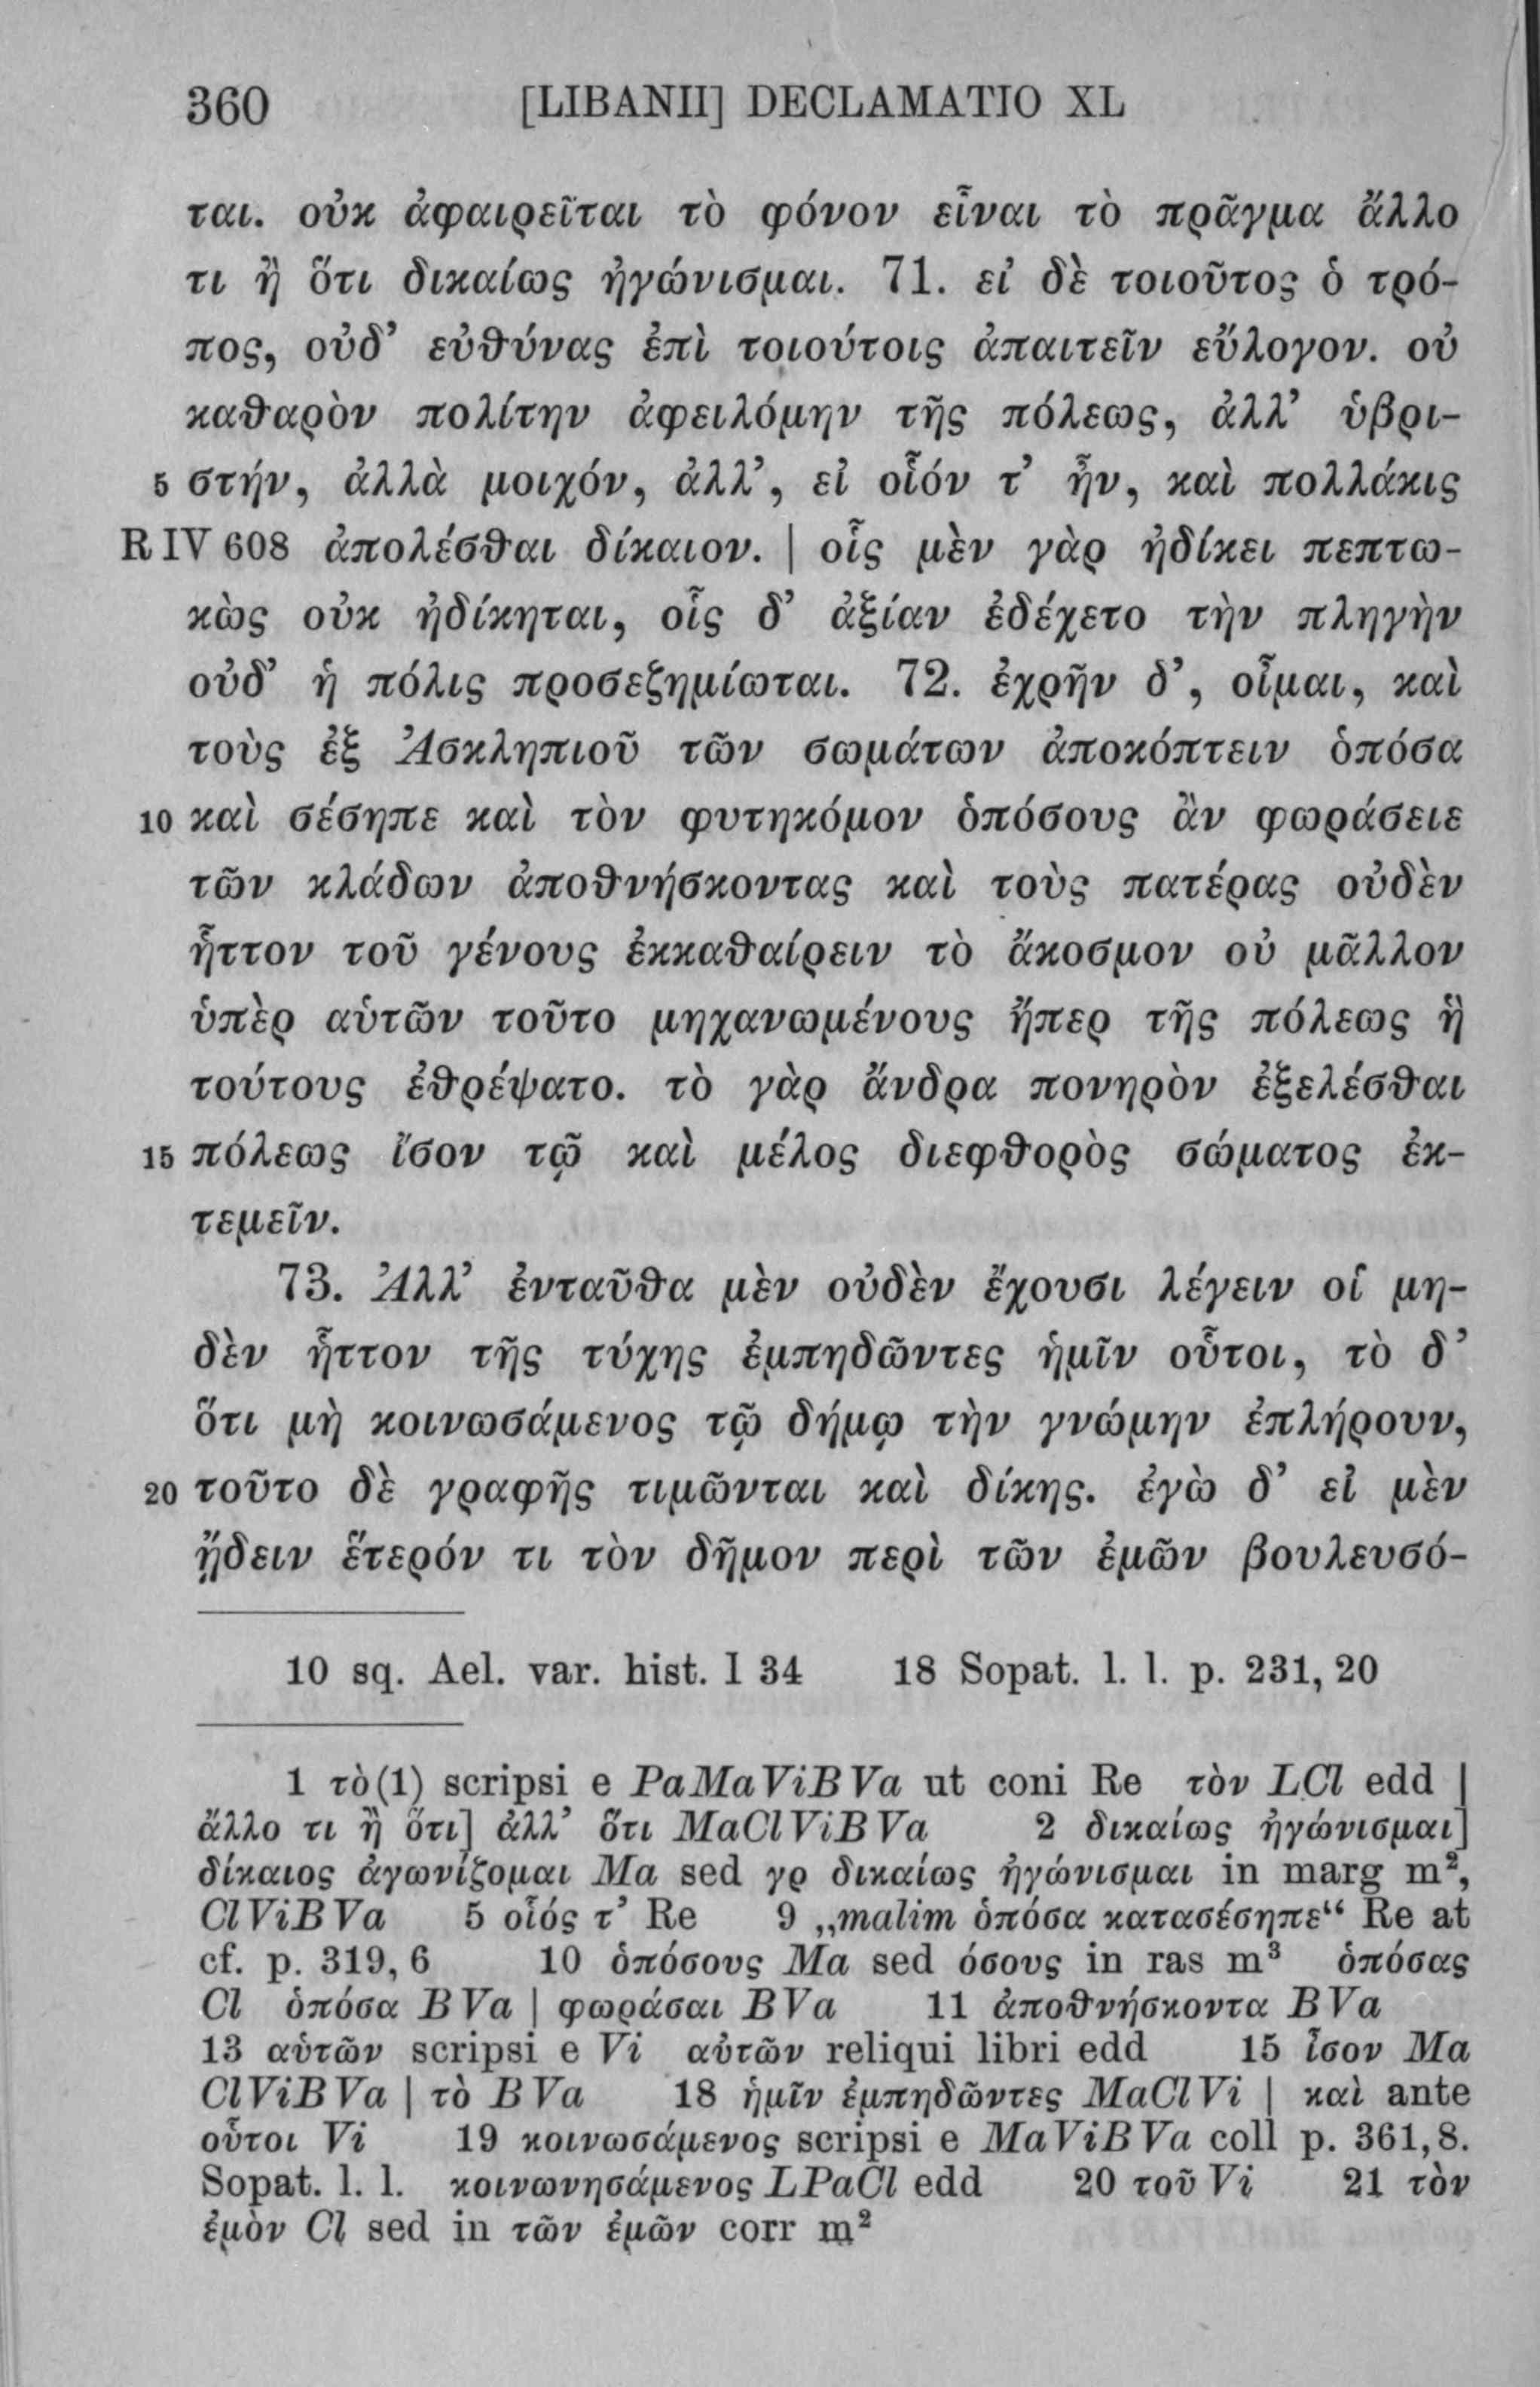 360 [LIBANII] DECLAMATIO XL
ται. οὐκ ἀφαιρεῖται τὸ φόνον εἶναι τὸ πρᾶγμα ἄλλο
τι ἢ ὅτι δικαίως ἠγώνισμαι. 71. εἰ δὲ τοιοῦτος ὁ τρό-
πος, οὐδ’ εὐθύνας ἐπὶ τοιούτοις ἀπαιτεῖν εὔλογον. οὐ
καθαρὸν πολίτην ἀφειλόμην τῆς πόλεως, ἀλλ’ ὑβρι-
5 στήν, ἀλλὰ μοιχόν, ἀλλ’, εἰ οἷόν τ’ ἦν, καὶ πολλάκις
R IV 608 ἀπολέσθαι δίκαιον. | οἷς μὲν γὰρ ἠδίκει πεπτω-
κὼς οὐκ ἠδίκηται, οἷς δ’ ἀξίαν ἐδέχετο τὴν πληγὴν
οὐδ’ ἡ πόλις προσεζημίωται. 72. ἐχρῆν δ’, οἶμαι, καὶ
τοὺς ἐξ Ἀσκληπιοῦ τῶν σωμάτων ἀποκόπτειν ὁπόσα
10 καὶ σέσηπε καὶ τὸν φυτηκόμον ὁπόσους ἂν φωράσειε
τῶν κλάδων ἀποθνήσκοντας καὶ τοὺς πατέρας οὐδὲν
ἧττον τοῦ γένους ἐκκαθαίρειν τὸ ἄκοσμον οὐ μᾶλλον
ὑπὲρ αὑτῶν τοῦτο μηχανωμένους ἤπερ τῆς πόλεως ἣ
τούτους ἐθρέψατο. τὸ γὰρ ἄνδρα πονηρὸν ἐξελέσθαι
15 πόλεως ἴσον τῷ καὶ μέλος διεφθορὸς σώματος ἐκ-
τεμεῖν.
73. Ἀλλ’ ἐνταῦθα μὲν οὐδὲν ἔχουσι λέγειν οἱ μη-
δὲν ἧττον τῆς τύχης ἐμπηδῶντες ἡμῖν οὗτοι, τὸ δ’
ὅτι μὴ κοινωσάμενος τῷ δήμῳ τὴν γνώμην ἐπλήρουν,
20 τοῦτο δὲ γραφῆς τιμῶνται καὶ δίκης. ἐγὼ δ’ εἰ μὲν
ᾔδειν ἕτερόν τι τὸν δῆμον περὶ τῶν ἐμῶν βουλευσό-
10 sq. Ael. var. hist. I 34 18 Sopat. l. l. p. 231, 20
1 τὸ(1) scripsi e PaMaViBVa ut coni Re τὸν LCl edd |
ἄλλο τι ἢ ὅτι] ἀλλ’ ὅτι MaClViBVa 2 δικαίως ἠγώνισμαι]
δίκαιος ἀγωνίζομαι Ma sed γρ δικαίως ἠγώνισμαι in marg m²,
ClViBVa 5 οἷός τ’ Re 9 „malim ὁπόσα κατασέσηπε“ Re at
cf. p. 319, 6 10 ὁπόσους Ma sed όσους in ras m³ ὁπόσας
Cl ὁπόσα BVa | φωράσαι BVa 11 ἀποθνήσκοντα BVa
13 αὑτῶν scripsi e Vi αὐτῶν reliqui libri edd 15 ἶσον Ma
ClViBVa | τὸ BVa 18 ἡμῖν ἐμπηδῶντες MaClVi | καὶ ante
οὗτοι Vi 19 κοινωσάμενος scripsi e MaViBVa coll p. 361, 8.
Sopat. l. l. κοινωνησάμενος LPaCl edd 20 τοῦ Vi 21 τὸν
ἐμὸν Cl sed in τῶν ἐμῶν corr m²